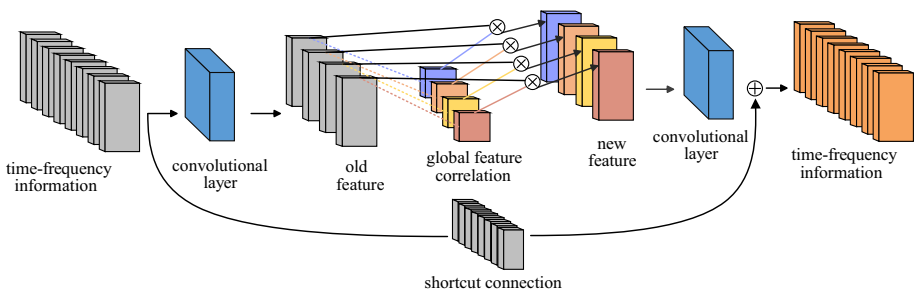 time-frequency
information
convolutional
layer
old
feature
global feature
correlation
new
feature
convolutional
layer
time-frequency
information
shortcut connection